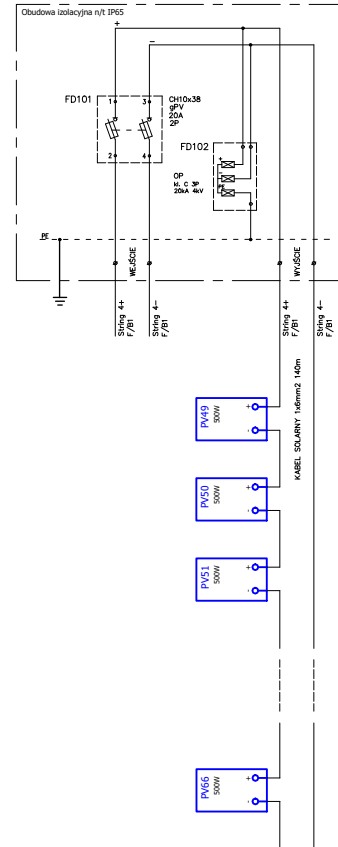 Obudowa izolacyjna n/t IP65
+
-
FD101
1
3
2
4
CH10x38
gPV
20A
2P
FD102
+
-
PE
OP
kl. C 3P
20kA 4kV
PE
WEJŚCIE
WYJŚCIE
String 4+
F/B1
String 4-
F/B1
String 4+
F/B1
String 4-
F/B1
KABEL SOLARNY 1x6mm2 140m
PV49
500W
+
-
PV50
500W
+
-
PV51
500W
+
-
PV66
500W
+
-